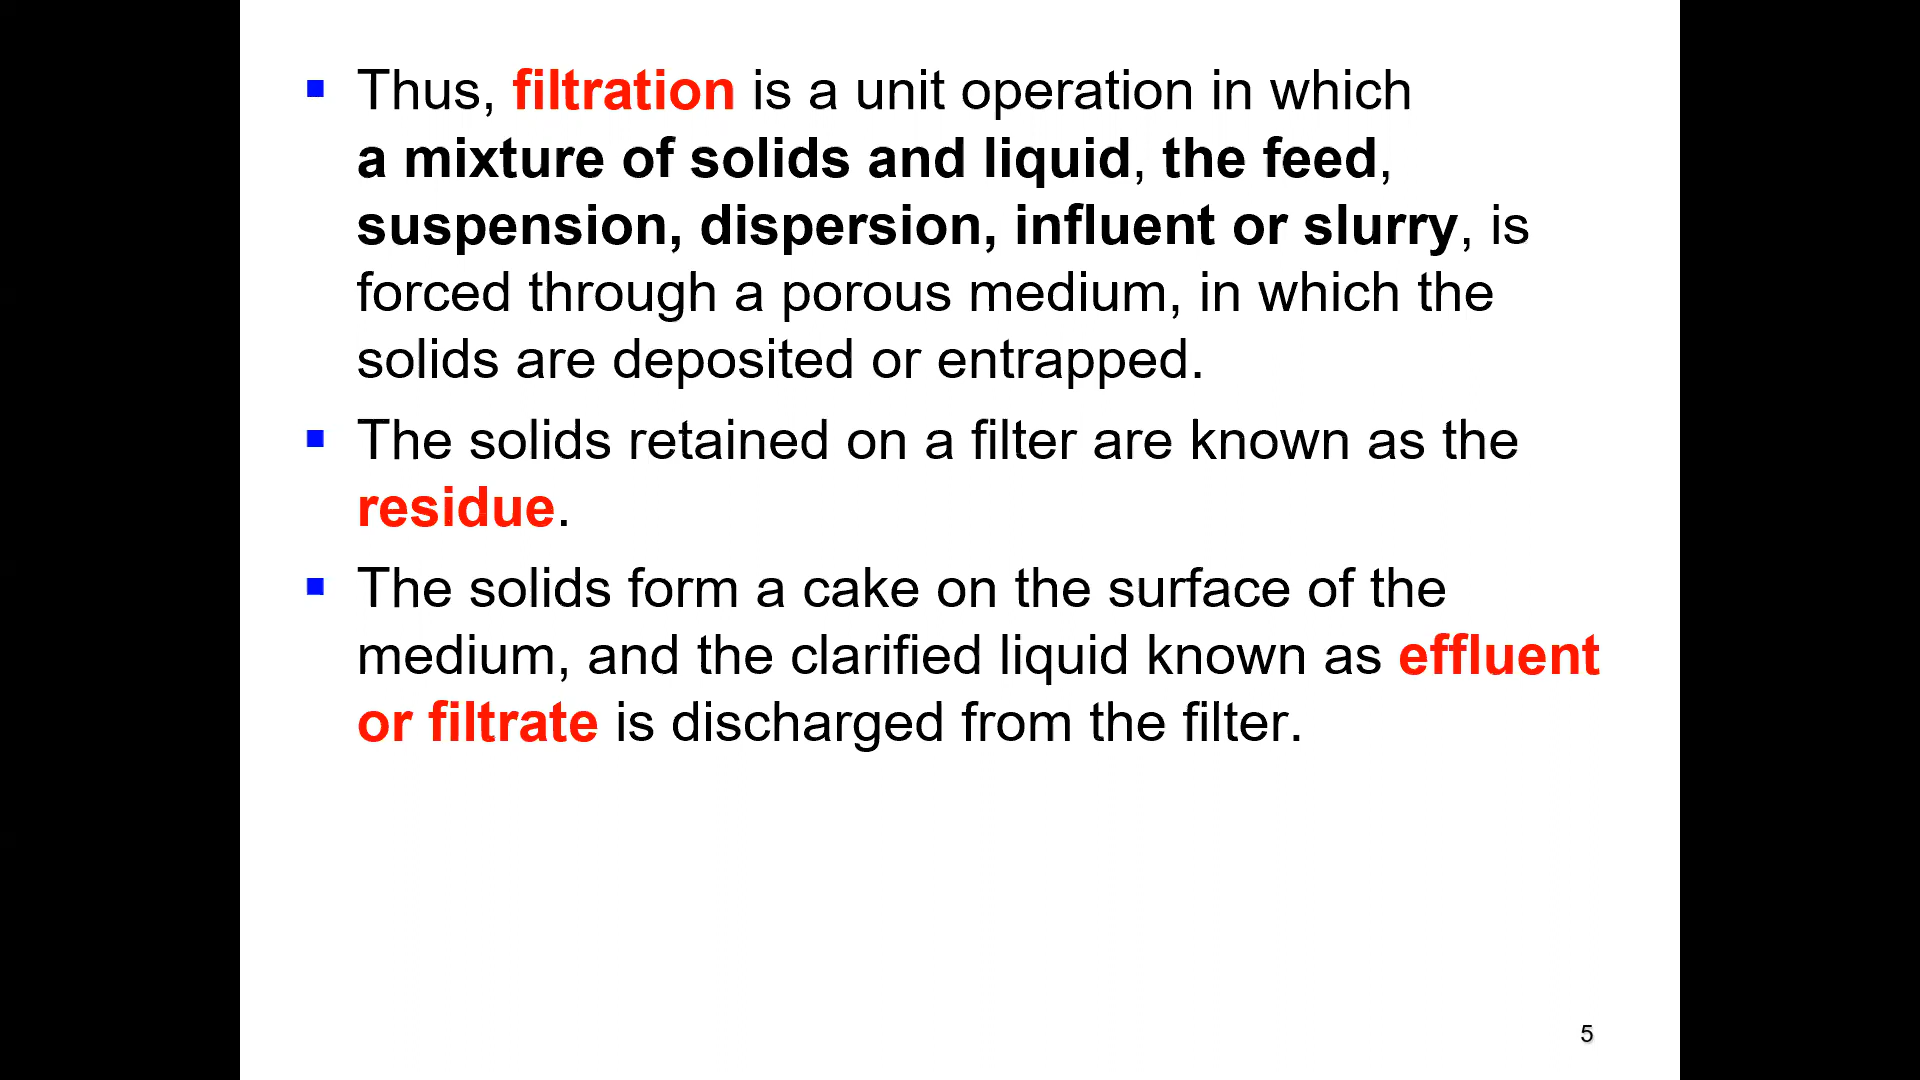 Thus, filtration is a unit operation in which
a mixture of solids and liquid, the feed,
suspension, dispersion, influent or slurry, is
forced through a porous medium, in which the
solids are deposited or entrapped.
The solids retained on a filter are known as the
residue.
The solids form a cake on the surface of the
medium, and the clarified liquid known as effluent
or filtrate is discharged from the filter.
5